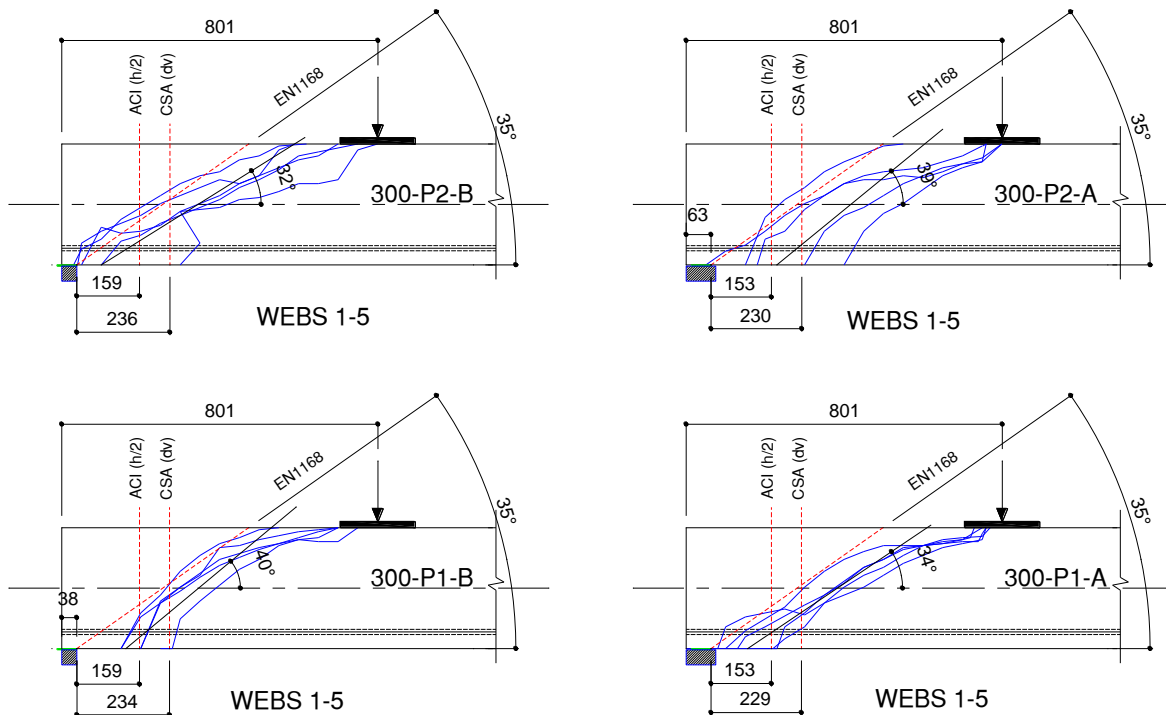 801
ACI (h/2)
CSA (dv)
EN1168
35°
32°
300-P2-B
159
236
WEBS 1-5
801
ACI (h/2)
CSA (dv)
EN1168
35°
39°
300-P2-A
63
153
230
WEBS 1-5
801
ACI (h/2)
CSA (dv)
EN1168
35°
40°
300-P1-B
38
159
234
WEBS 1-5
801
ACI (h/2)
CSA (dv)
EN1168
35°
34°
300-P1-A
153
229
WEBS 1-5